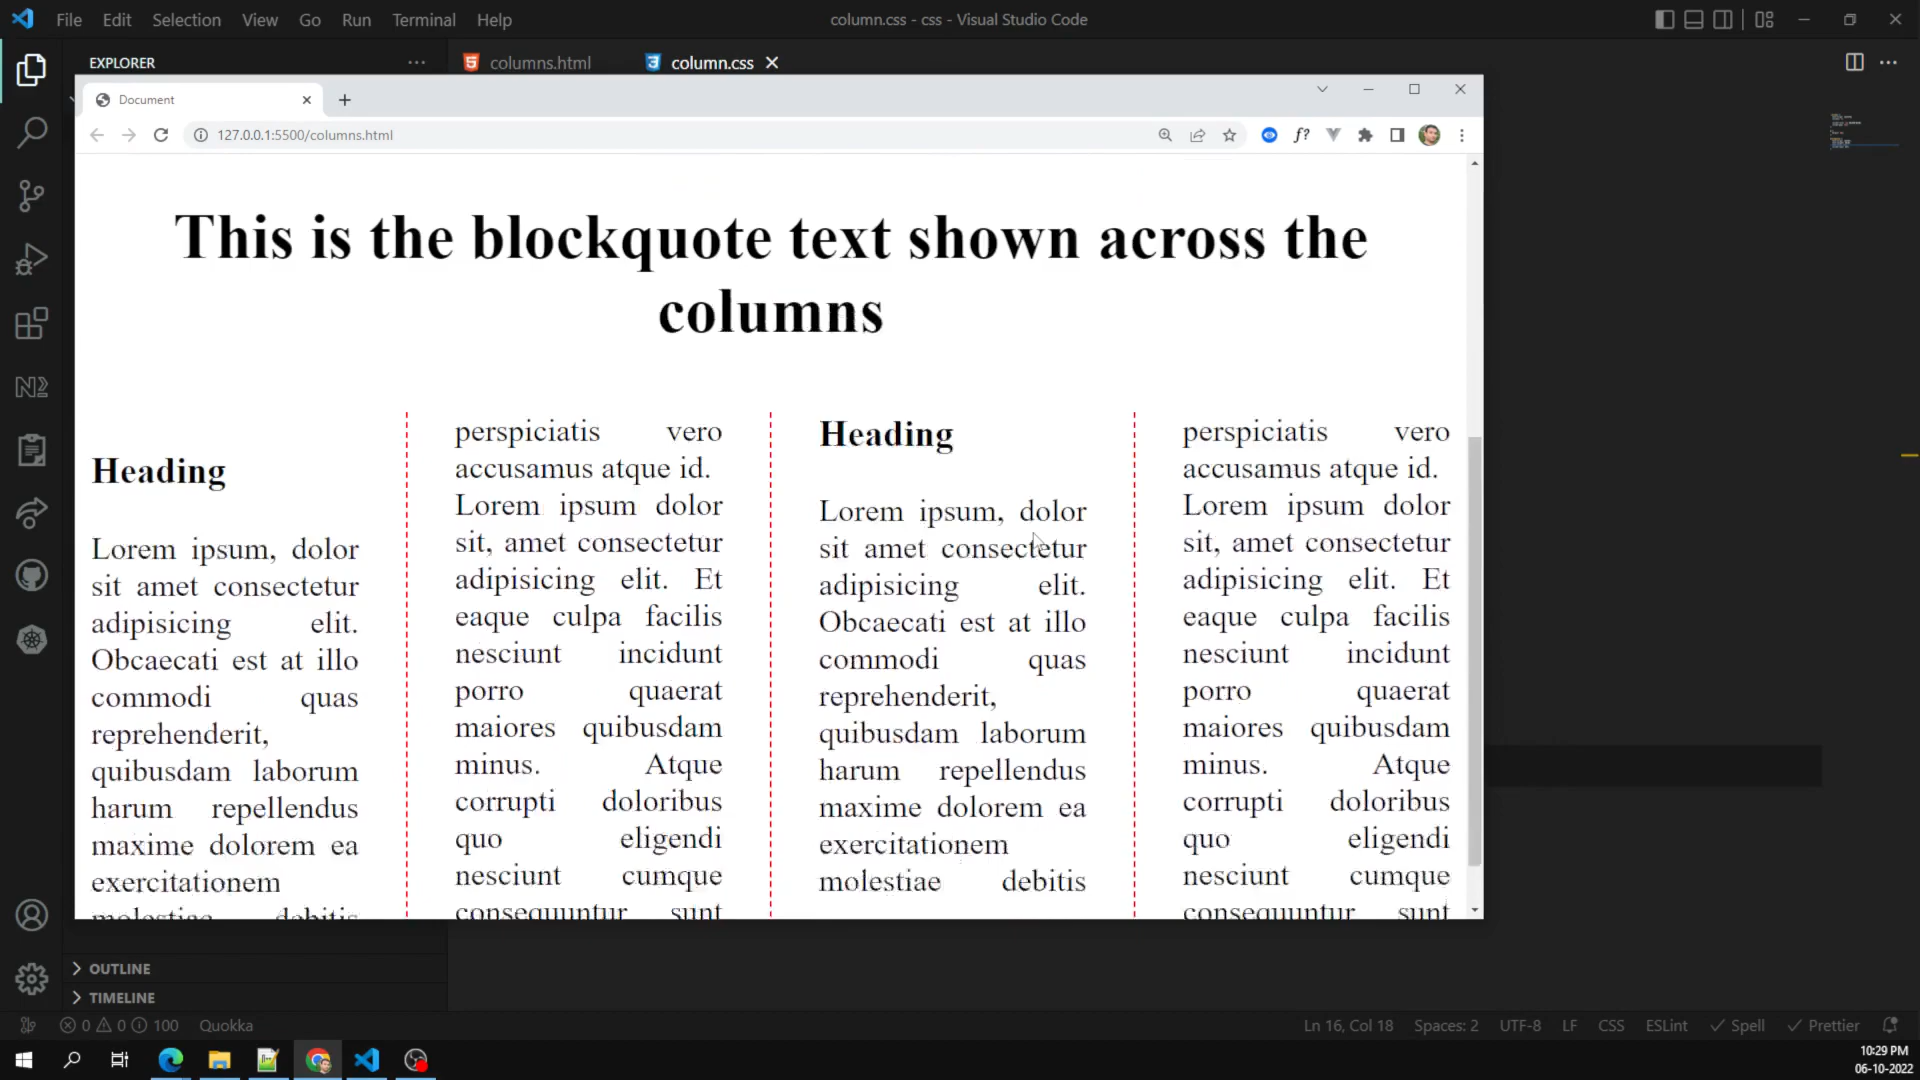 File Edit Selection View Go Run Terminal Help
column.css - css - Visual Studio Code
EXPLORER
columns.html
column.css
Document
127.0.0.1:5500/columns.html
This is the blockquote text shown across the
columns
Heading
Lorem ipsum, dolor
sit amet consectetur
adipisicing elit.
Obcaecati est at illo
commodi quas
reprehenderit,
quibusdam laborum
harum repellendus
maxime dolorem ea
exercitationem
molestiae debitis
perspiciatis vero
accusamus atque id.
Lorem ipsum dolor
sit, amet consectetur
adipisicing elit. Et
eaque culpa facilis
nesciunt incidunt
porro quaerat
maiores quibusdam
minus. Atque
corrupti doloribus
quo eligendi
nesciunt cumque
consequuntur sunt
Heading
Lorem ipsum, dolor
sit amet consectetur
adipisicing elit.
Obcaecati est at illo
commodi quas
reprehenderit,
quibusdam laborum
harum repellendus
maxime dolorem ea
exercitationem
molestiae debitis
perspiciatis vero
accusamus atque id.
Lorem ipsum dolor
sit, amet consectetur
adipisicing elit. Et
eaque culpa facilis
nesciunt incidunt
porro quaerat
maiores quibusdam
minus. Atque
corrupti doloribus
quo eligendi
nesciunt cumque
consequuntur sunt
OUTLINE
TIMELINE
0 0 100 Quokka
Ln 16, Col 18 Spaces: 2 UTF-8 LF CSS ESLint Spell Prettier
10:29 PM
06-10-2022